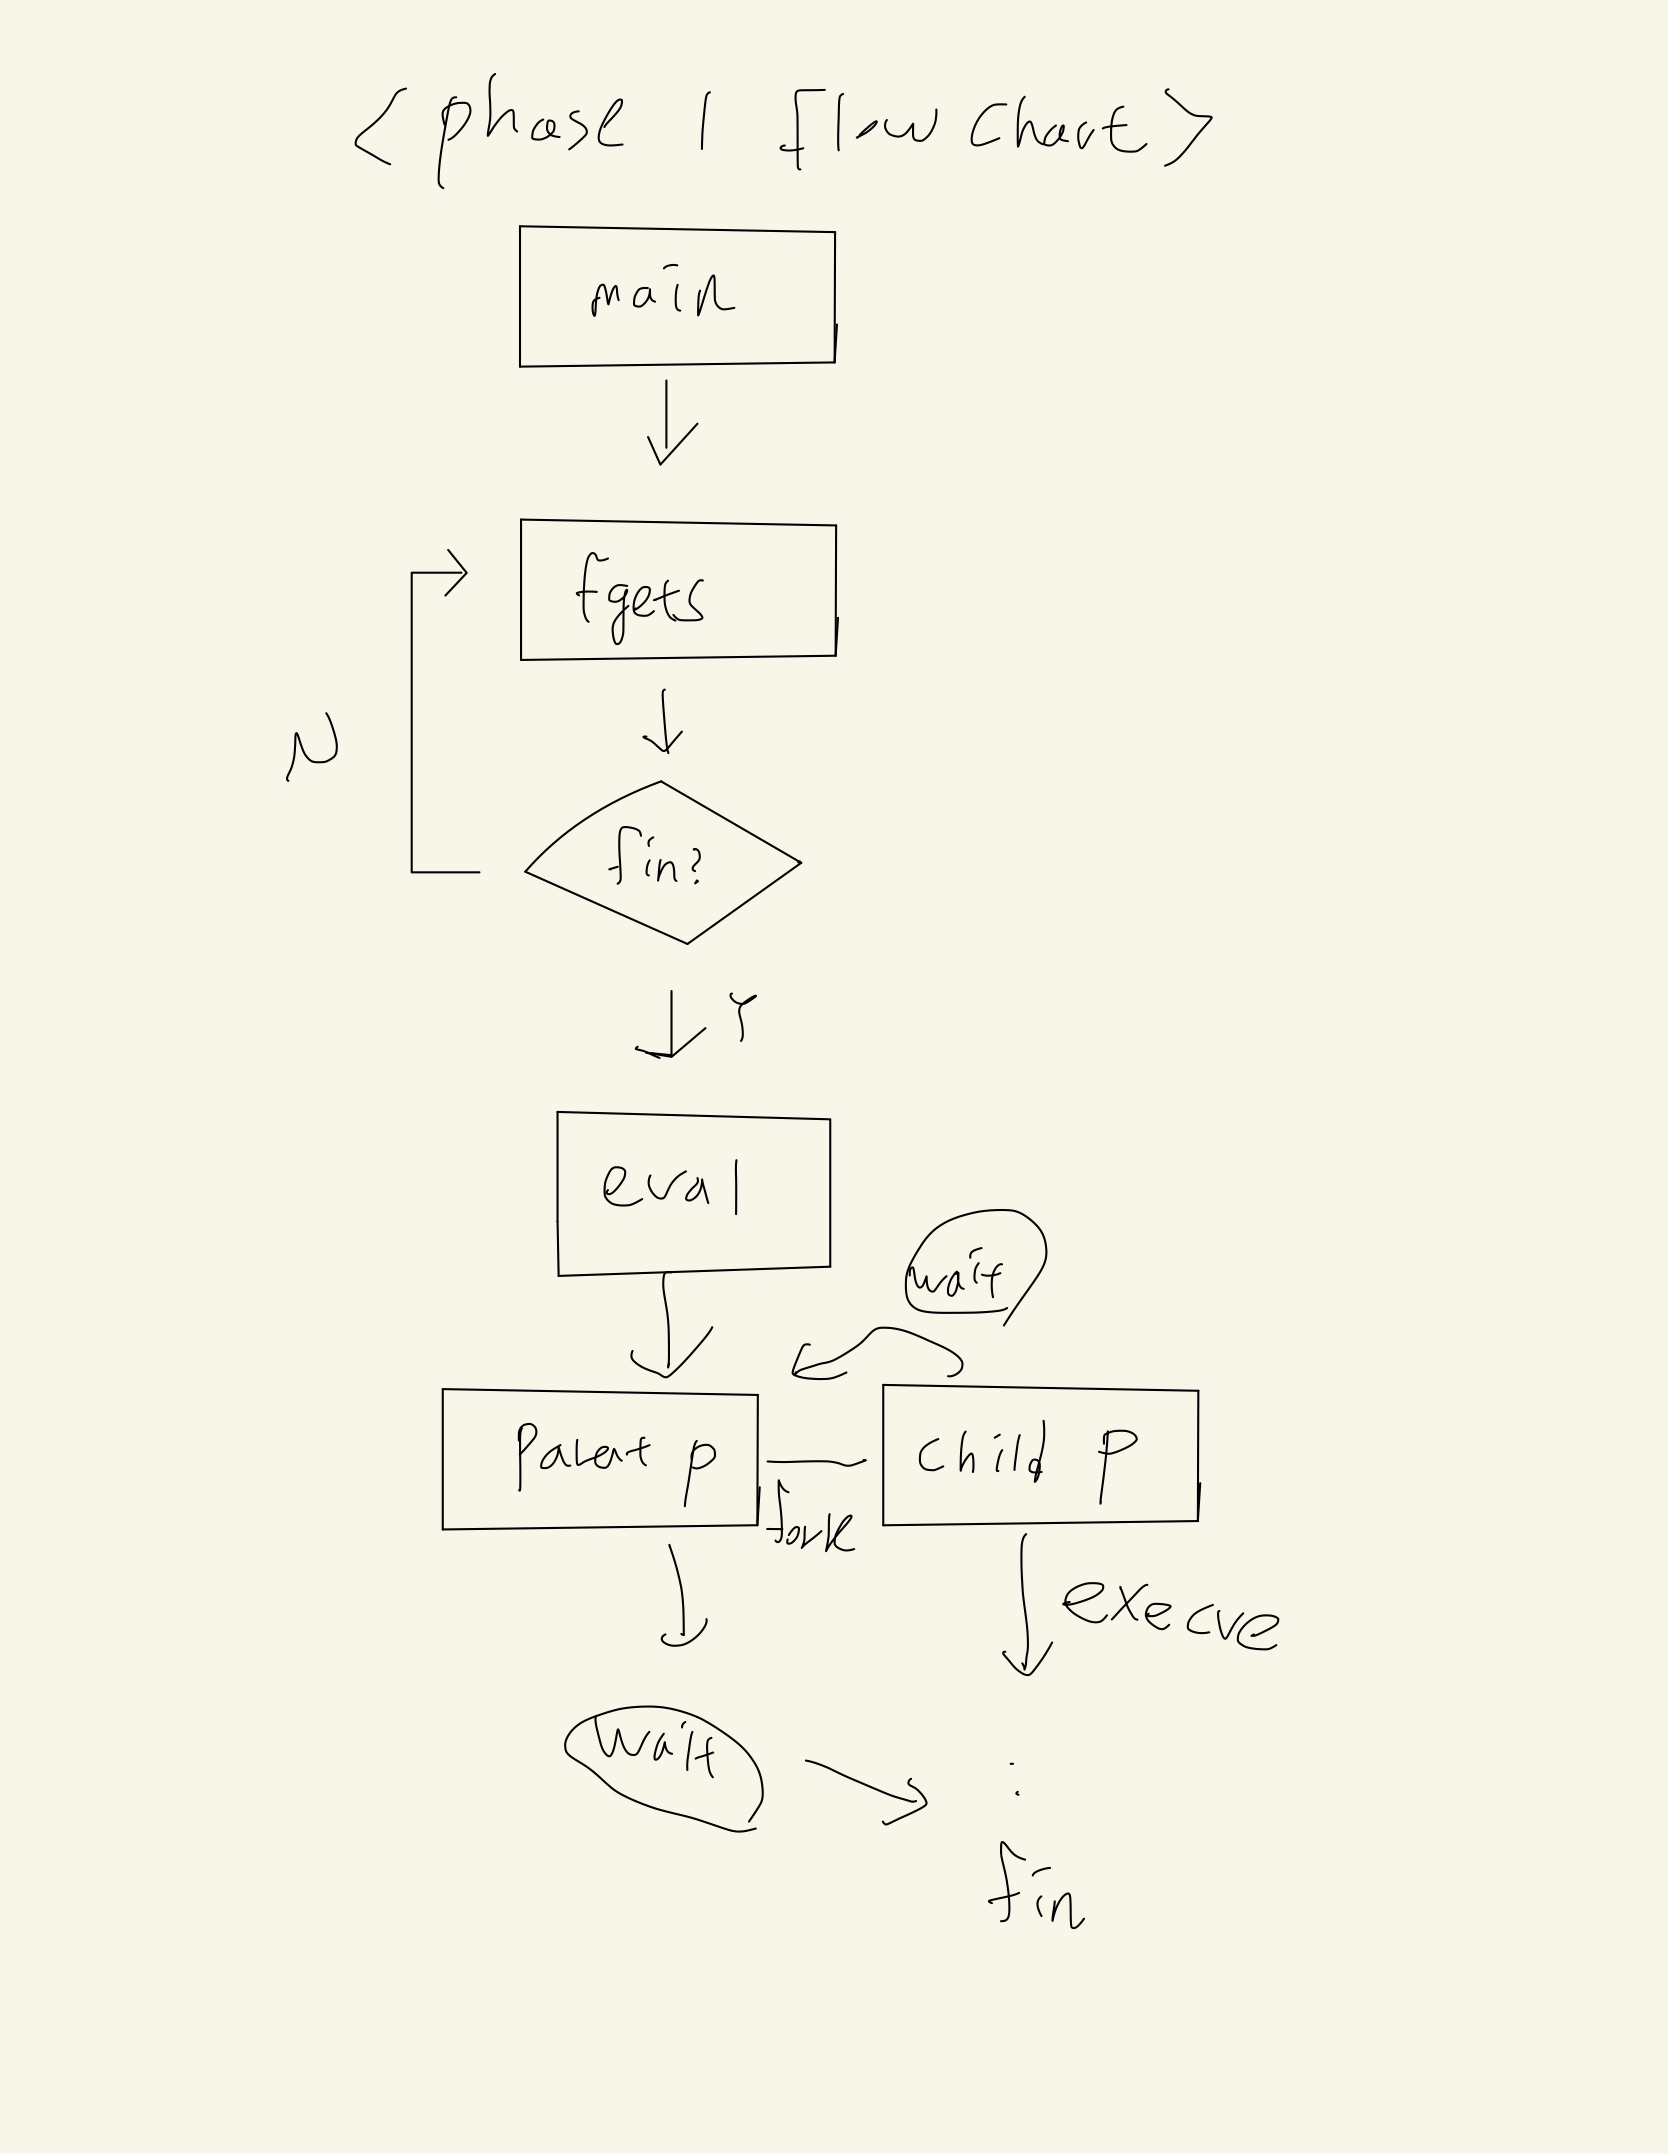 <phase 1 flow chart>
main
fgets
N
fin?
Y
eval
wait
Parent p
child P
fork
execve
wait
:
fin